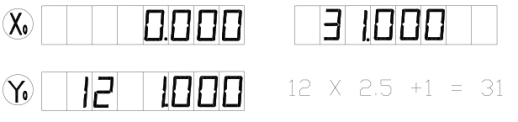 X₀ 0.000 31.000
Y₀ 12 1.000 12 X 2.5 +1 = 31